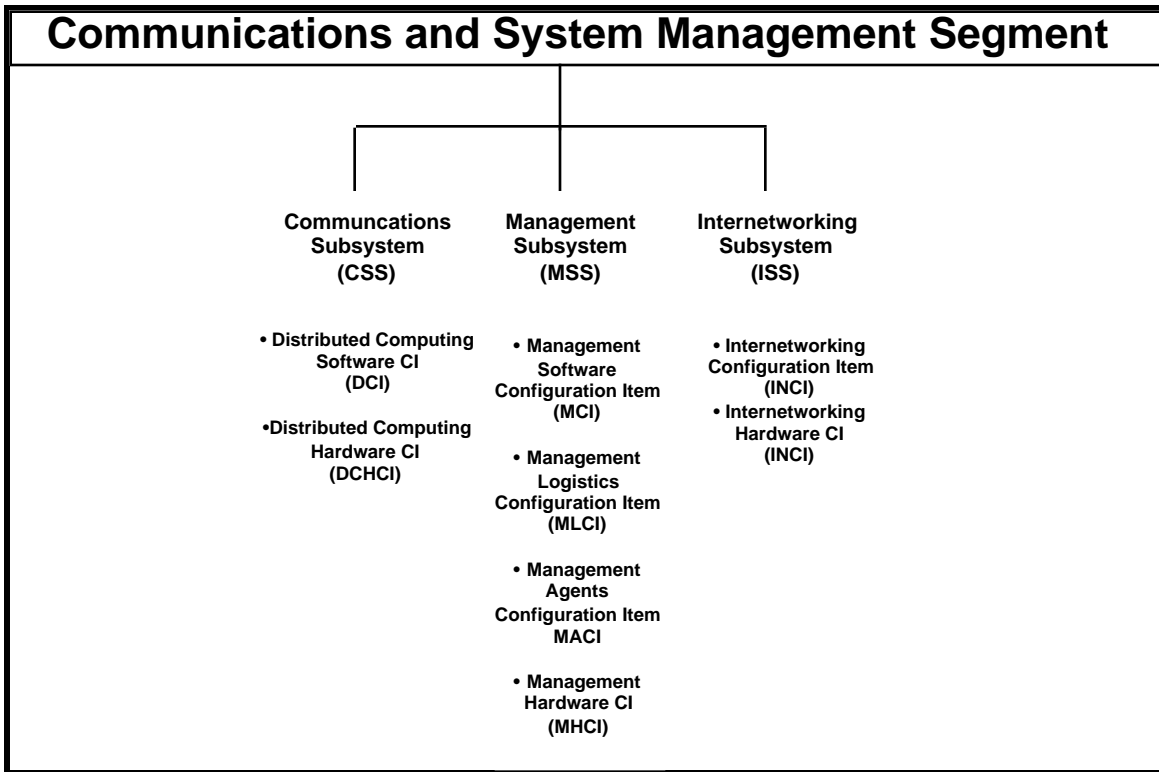 Communications and System Management Segment
Communcations
Subsystem
(CSS)
• Distributed Computing
Software CI
(DCI)
•Distributed Computing
Hardware CI
(DCHCI)
Management
Subsystem
(MSS)
• Management
Software
Configuration Item
(MCI)
• Management
Logistics
Configuration Item
(MLCI)
• Management
Agents
Configuration Item
MACI
• Management
Hardware CI
(MHCI)
Internetworking
Subsystem
(ISS)
• Internetworking
Configuration Item
(INCI)
• Internetworking
Hardware CI
(INCI)